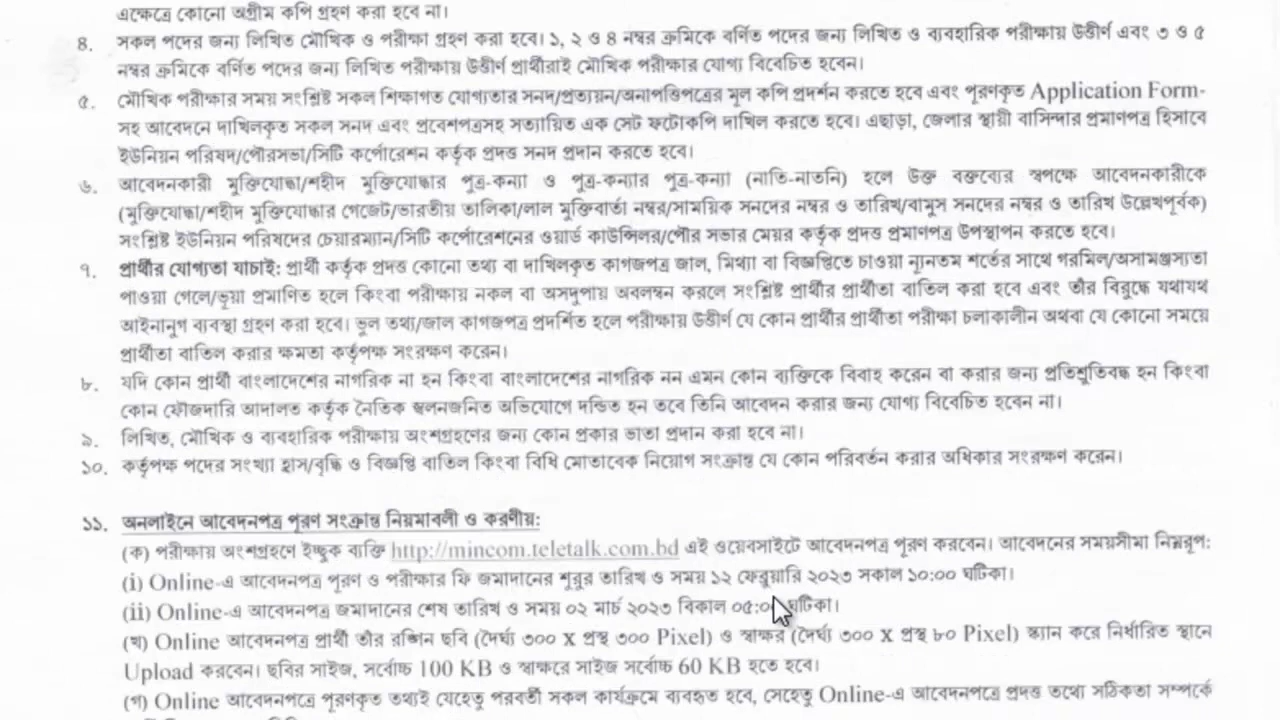 এক্ষেত্রে কোনো অগ্রীম কপি গ্রহণ করা হবে না।
৪. সকল পদের জন্য লিখিত মৌখিক ও পরীক্ষা গ্রহণ করা হবে। ১, ২ ও ৪ নম্বর ক্রমিকে বর্ণিত পদের জন্য লিখিত ও ব্যবহারিক পরীক্ষায় উত্তীর্ণ এবং ৩ ও ৫
নম্বর ক্রমিকে বর্ণিত পদের জন্য লিখিত পরীক্ষায় উত্তীর্ণ প্রার্থীরাই মৌখিক পরীক্ষার যোগ্য বিবেচিত হবেন।
৫. মৌখিক পরীক্ষার সময় সংশ্লিষ্ট সকল শিক্ষাগত যোগ্যতার সনদ/প্রত্যয়ন/অনাপত্তিপত্রের মূল কপি প্রদর্শন করতে হবে এবং পূরণকৃত Application Form-
সহ আবেদনে দাখিলকৃত সকল সনদ এবং প্রবেশপত্রসহ সত্যায়িত এক সেট ফটোকপি দাখিল করতে হবে। এছাড়া, জেলার স্থায়ী বাসিন্দার প্রমাণপত্র হিসাবে
ইউনিয়ন পরিষদ/পৌরসভা/সিটি কর্পোরেশন কর্তৃক প্রদত্ত সনদ প্রদান করতে হবে।
৬. আবেদনকারী মুক্তিযোদ্ধা/শহীদ মুক্তিযোদ্ধার পুত্র-কন্যা ও পুত্র-কন্যার পুত্র-কন্যা (নাতি-নাতনি) হলে উক্ত বক্তব্যের স্বপক্ষে আবেদনকারীকে
(মুক্তিযোদ্ধা/শহীদ মুক্তিযোদ্ধার গেজেট/ভারতীয় তালিকা/লাল মুক্তিবার্তা নম্বর/সাময়িক সনদের নম্বর ও তারিখ/বামুস সনদের নম্বর ও তারিখ উল্লেখপূর্বক)
সংশ্লিষ্ট ইউনিয়ন পরিষদের চেয়ারম্যান/সিটি কর্পোরেশনের ওয়ার্ড কাউন্সিলর/পৌর সভার মেয়র কর্তৃক প্রদত্ত প্রমাণপত্র উপস্থাপন করতে হবে।
৭. প্রার্থীর যোগ্যতা যাচাই: প্রার্থী কর্তৃক প্রদত্ত কোনো তথ্য বা দাখিলকৃত কাগজপত্র জাল, মিথ্যা বা বিজ্ঞপ্তিতে চাওয়া ন্যূনতম শর্তের সাথে গরমিল/অসামঞ্জস্যতা
পাওয়া গেলে/ভূয়া প্রমাণিত হলে কিংবা পরীক্ষায় নকল বা অসদুপায় অবলম্বন করলে সংশ্লিষ্ট প্রার্থীর প্রার্থীতা বাতিল করা হবে এবং তাঁর বিরুদ্ধে যথাযথ
আইনানুগ ব্যবস্থা গ্রহণ করা হবে। ভুল তথ্য/জাল কাগজপত্র প্রদর্শিত হলে পরীক্ষায় উত্তীর্ণ যে কোন প্রার্থীর প্রার্থীতা পরীক্ষা চলাকালীন অথবা যে কোনো সময়ে
প্রার্থীতা বাতিল করার ক্ষমতা কর্তৃপক্ষ সংরক্ষণ করেন।
৮. যদি কোন প্রার্থী বাংলাদেশের নাগরিক না হন কিংবা বাংলাদেশের নাগরিক নন এমন কোন ব্যক্তিকে বিবাহ করেন বা করার জন্য প্রতিশ্রুতিবদ্ধ হন কিংবা
কোন ফৌজদারি আদালত কর্তৃক নৈতিক স্খলনজনিত অভিযোগে দন্ডিত হন তবে তিনি আবেদন করার জন্য যোগ্য বিবেচিত হবেন না।
৯. লিখিত, মৌখিক ও ব্যবহারিক পরীক্ষায় অংশগ্রহণের জন্য কোন প্রকার ভাতা প্রদান করা হবে না।
১০. কর্তৃপক্ষ পদের সংখ্যা হ্রাস/বৃদ্ধি ও বিজ্ঞপ্তি বাতিল কিংবা বিধি মোতাবেক নিয়োগ সংক্রান্ত যে কোন পরিবর্তন করার অধিকার সংরক্ষণ করেন।
১১. অনলাইনে আবেদনপত্র পূরণ সংক্রান্ত নিয়মাবলী ও করণীয়:
(ক) পরীক্ষায় অংশগ্রহণে ইচ্ছুক ব্যক্তি http://mincom.teletalk.com.bd এই ওয়েবসাইটে আবেদনপত্র পূরণ করবেন। আবেদনের সময়সীমা নিম্নরূপ:
(i) Online-এ আবেদনপত্র পূরণ ও পরীক্ষার ফি জমাদানের শুরুর তারিখ ও সময় ১২ ফেব্রুয়ারি ২০২৩ সকাল ১০:০০ ঘটিকা।
(ii) Online-এ আবেদনপত্র জমাদানের শেষ তারিখ ও সময় ০২ মার্চ ২০২৩ বিকাল ০৫:০০ ঘটিকা।
(খ) Online আবেদনপত্র প্রার্থী তাঁর রঙ্গিন ছবি (দৈর্ঘ্য ৩০০ X প্রস্থ ৩০০ Pixel) ও স্বাক্ষর (দৈর্ঘ্য ৩০০ X প্রস্থ ৮০ Pixel) স্ক্যান করে নির্ধারিত স্থানে
Upload করবেন। ছবির সাইজ, সর্বোচ্চ 100 KB ও স্বাক্ষরে সাইজ সর্বোচ্চ 60 KB হতে হবে।
(গ) Online আবেদনপত্রে পূরণকৃত তথ্যই যেহেতু পরবর্তী সকল কার্যক্রমে ব্যবহৃত হবে, সেহেতু Online-এ আবেদনপত্রে প্রদত্ত তথ্যে সঠিকতা সম্পর্কে